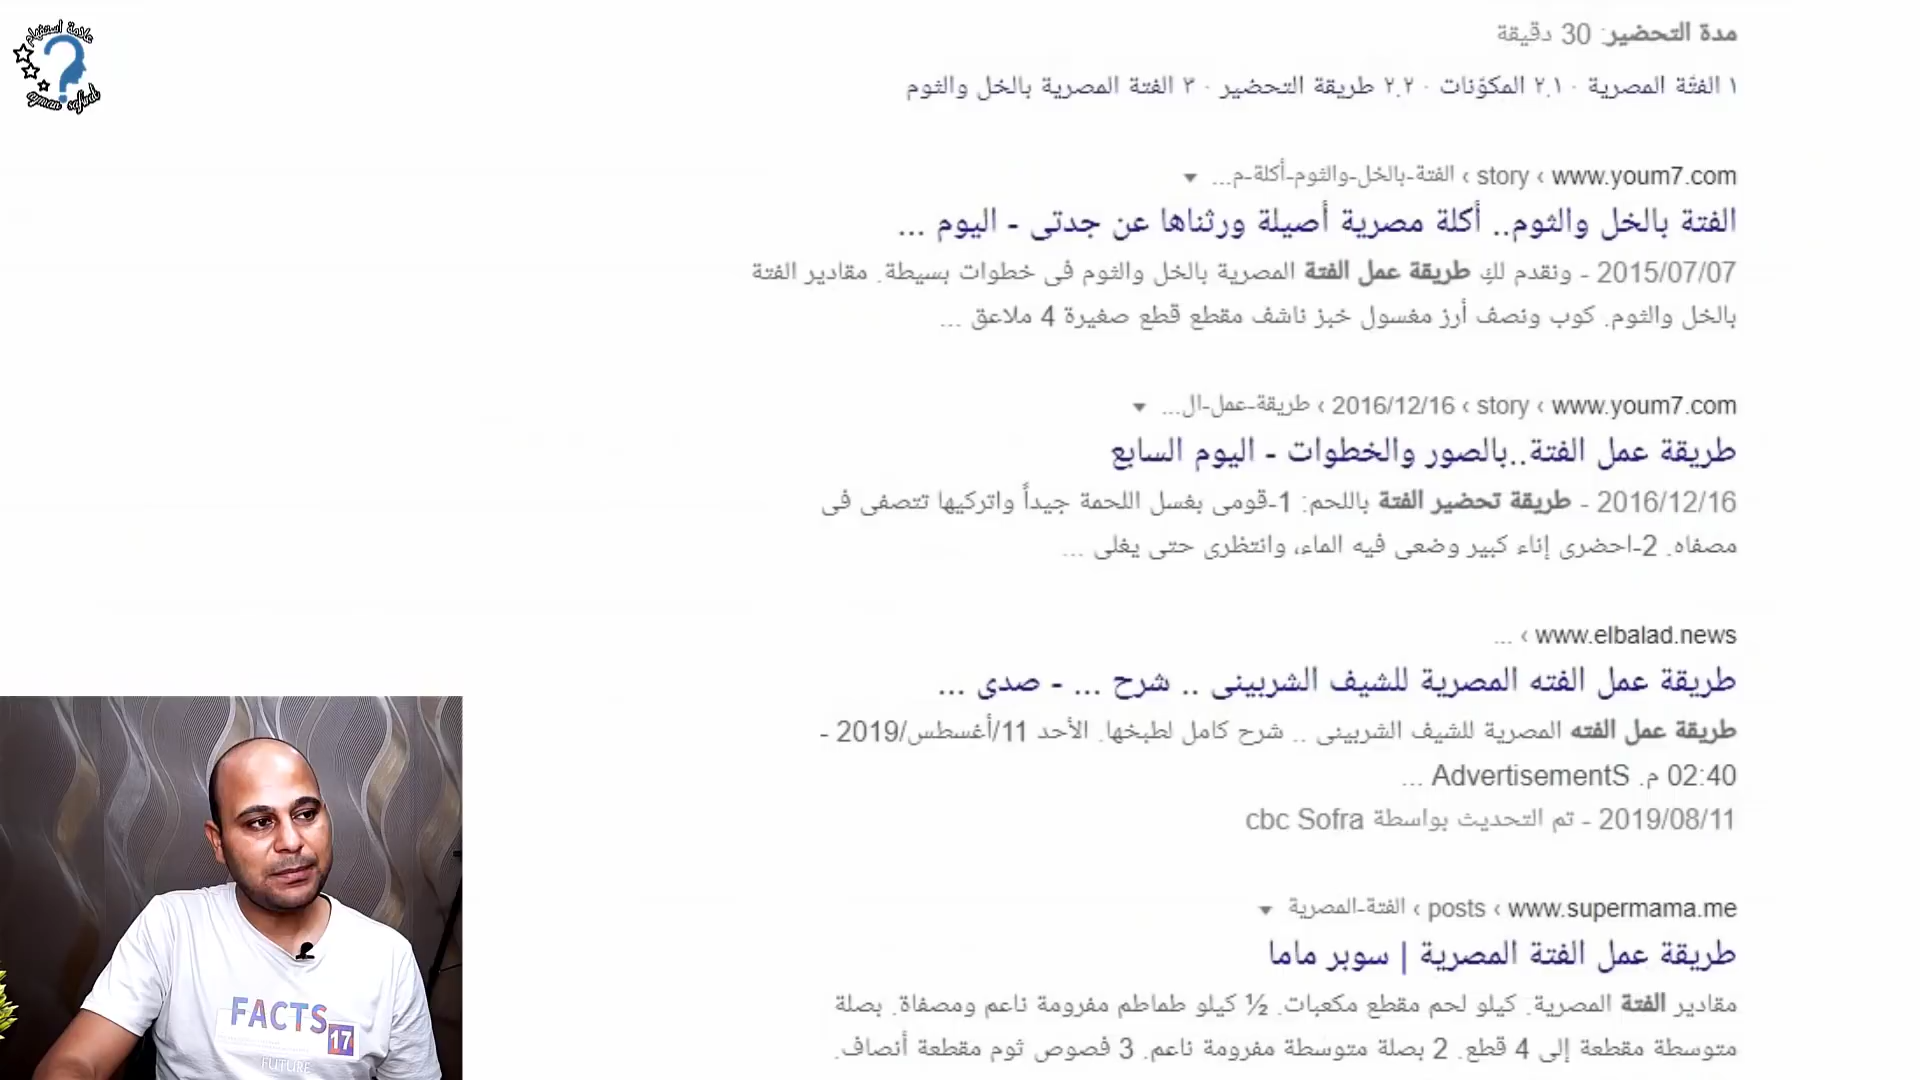 علامة استفهام
ayman
مدة التحضير: 30 دقيقة
١ الفتّة المصرية · ٢.١ المكوّنات · ٢.٢ طريقة التحضير · ٣ الفتة المصرية بالخل والثوم
www.youm7.com › story › الفتة-بالخل-والثوم-أكلة-م...
الفتة بالخل والثوم.. أكلة مصرية أصيلة ورثناها عن جدتى - اليوم ...
2015/07/07 - ونقدم لكِ طريقة عمل الفتة المصرية بالخل والثوم فى خطوات بسيطة. مقادير الفتة
بالخل والثوم. كوب ونصف أرز مغسول خبز ناشف مقطع قطع صغيرة 4 ملاعق ...
www.youm7.com › story › 2016/12/16 › طريقة-عمل-ال...
طريقة عمل الفتة..بالصور والخطوات - اليوم السابع
2016/12/16 - طريقة تحضير الفتة باللحم: 1-قومى بغسل اللحمة جيداً واتركيها تتصفى فى
مصفاه. 2-احضرى إناء كبير وضعى فيه الماء، وانتظرى حتى يغلى ...
www.elbalad.news › ...
طريقة عمل الفته المصرية للشيف الشربينى .. شرح ... - صدى ...
طريقة عمل الفته المصرية للشيف الشربينى .. شرح كامل لطبخها. الأحد 11/أغسطس/2019 -
02:40 م. AdvertisementS ...
2019/08/11 - تم التحديث بواسطة cbc Sofra
www.supermama.me › posts › الفتة-المصرية
طريقة عمل الفتة المصرية | سوبر ماما
مقادير الفتة المصرية. كيلو لحم مقطع مكعبات. ½ كيلو طماطم مفرومة ناعم ومصفاة. بصلة
متوسطة مقطعة إلى 4 قطع. 2 بصلة متوسطة مفرومة ناعم. 3 فصوص ثوم مقطعة أنصاف.
FACTS
17
FUTURE